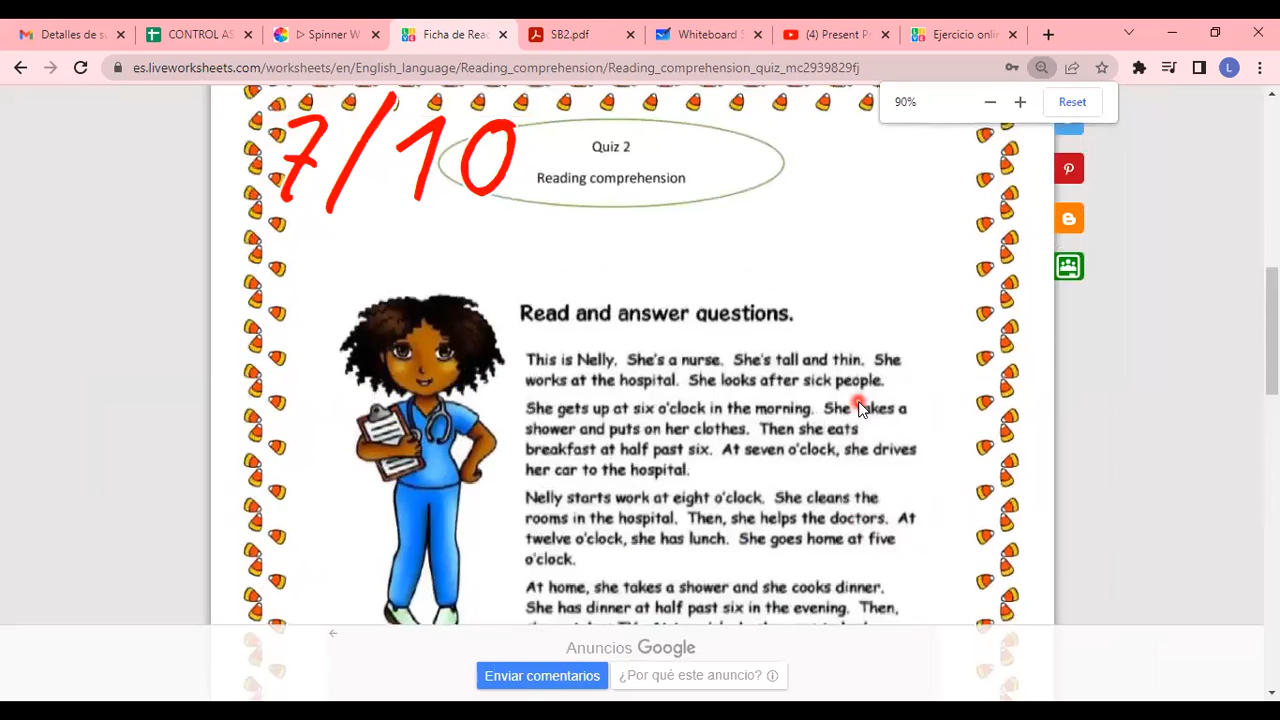 Detalles de su
CONTROL AS
Spinner W
Ficha de Rea
SB2.pdf
Whiteboard
(4) Present P
Ejercicio onlin
es.liveworksheets.com/worksheets/en/English_language/Reading_comprehension/Reading_comprehension_quiz_mc2939829fj
L
90%
Reset
7/10
Quiz 2
Reading comprehension
Read and answer questions.
This is Nelly. She's a nurse. She's tall and thin. She
works at the hospital. She looks after sick people.
She gets up at six o'clock in the morning. She takes a
shower and puts on her clothes. Then she eats
breakfast at half past six. At seven o'clock, she drives
her car to the hospital.
Nelly starts work at eight o'clock. She cleans the
rooms in the hospital. Then, she helps the doctors. At
twelve o'clock, she has lunch. She goes home at five
o'clock.
At home, she takes a shower and she cooks dinner.
She has dinner at half past six in the evening. Then,
Anuncios Google
Enviar comentarios
¿Por qué este anuncio?